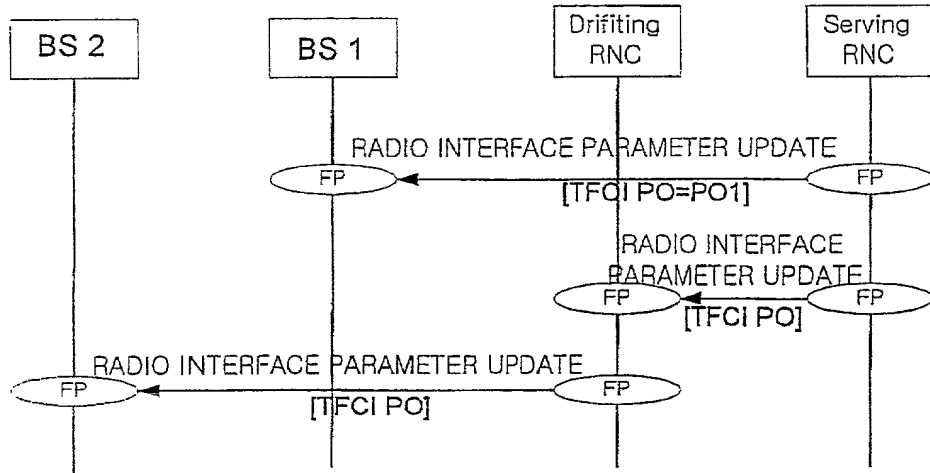 BS 2
BS 1
Drifiting
RNC
Serving
RNC
RADIO INTERFACE PARAMETER UPDATE
FP
FP
[TFCI PO=PO1]
RADIO INTERFACE
PARAMETER UPDATE
FP
FP
[TFCI PO]
RADIO INTERFACE PARAMETER UPDATE
FP
FP
[TFCI PO]